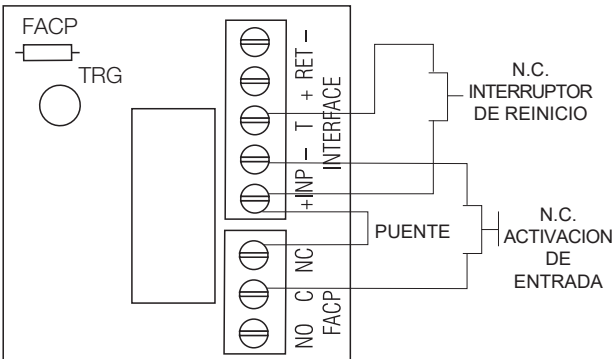 FACP
TRG
+ INP - T + RET -
INTERFACE
NO C NC
FACP
N.C.
INTERRUPTOR
DE REINICIO
PUENTE
N.C.
ACTIVACION
DE
ENTRADA